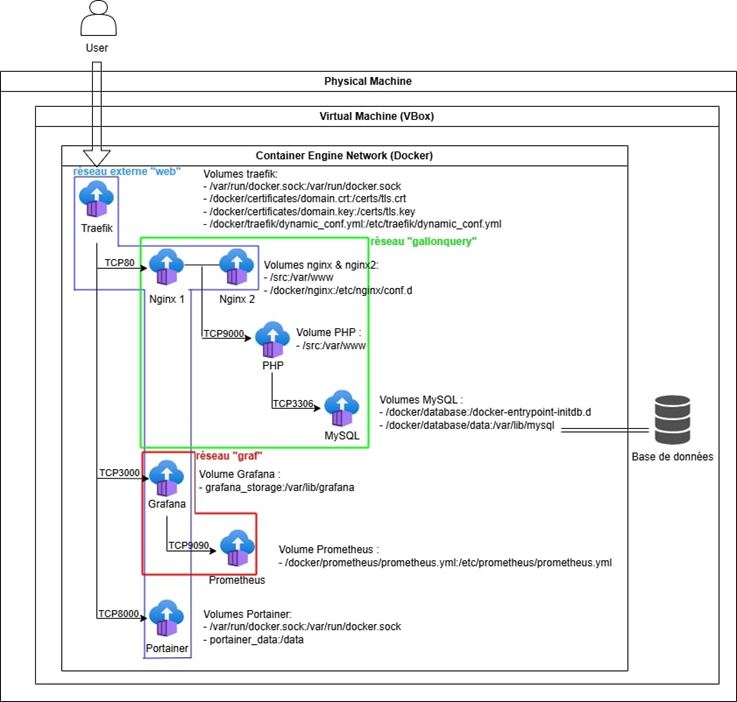 User
Physical Machine
Virtual Machine (VBox)
Container Engine Network (Docker)
réseau externe "web"
Traefik
Volumes traefik:
- /var/run/docker.sock:/var/run/docker.sock
- /docker/certificates/domain.crt:/certs/tls.crt
- /docker/certificates/domain.key:/certs/tls.key
- /docker/traefik/dynamic_conf.yml:/etc/traefik/dynamic_conf.yml
réseau "gallonquery"
TCP80
Nginx 1
Nginx 2
Volumes nginx & nginx2:
- /src:/var/www
- /docker/nginx:/etc/nginx/conf.d
TCP9000
PHP
Volume PHP :
- /src:/var/www
TCP3306
MySQL
Volumes MySQL :
- /docker/database:/docker-entrypoint-initdb.d
- /docker/database/data:/var/lib/mysql
Base de données
réseau "graf"
TCP3000
Grafana
Volume Grafana :
- grafana_storage:/var/lib/grafana
TCP9090
Prometheus
Volume Prometheus :
- /docker/prometheus/prometheus.yml:/etc/prometheus/prometheus.yml
TCP8000
Portainer
Volumes Portainer:
- /var/run/docker.sock:/var/run/docker.sock
- portainer_data:/data